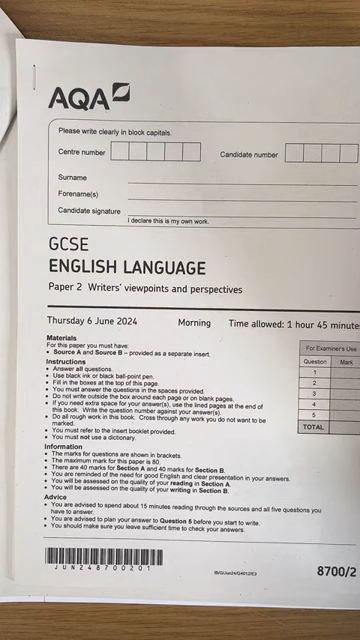 AQA
Please write clearly in block capitals.
Centre number
Candidate number
Surname
Forename(s)
Candidate signature
I declare this is my own work.
GCSE
ENGLISH LANGUAGE
Paper 2 Writers' viewpoints and perspectives
Thursday 6 June 2024 Morning Time allowed: 1 hour 45 minutes
Materials
For this paper you must have:
• Source A and Source B – provided as a separate insert.
Instructions
• Answer all questions.
• Use black ink or black ball-point pen.
• Fill in the boxes at the top of this page.
• You must answer the questions in the spaces provided.
• Do not write outside the box around each page or on blank pages.
• If you need extra space for your answer(s), use the lined pages at the end of
this book. Write the question number against your answer(s).
• Do all rough work in this book. Cross through any work you do not want to be
marked.
• You must refer to the insert booklet provided.
• You must not use a dictionary.
Information
• The marks for questions are shown in brackets.
• The maximum mark for this paper is 80.
• There are 40 marks for Section A and 40 marks for Section B.
• You are reminded of the need for good English and clear presentation in your answers.
• You will be assessed on the quality of your reading in Section A.
• You will be assessed on the quality of your writing in Section B.
Advice
• You are advised to spend about 15 minutes reading through the sources and all five questions you
have to answer.
• You are advised to plan your answer to Question 5 before you start to write.
• You should make sure you leave sufficient time to check your answers.
For Examiner's Use
Question Mark
1
2
3
4
5
TOTAL
JUN248700201
IB/G/Jun24/G4012/E3
8700/2